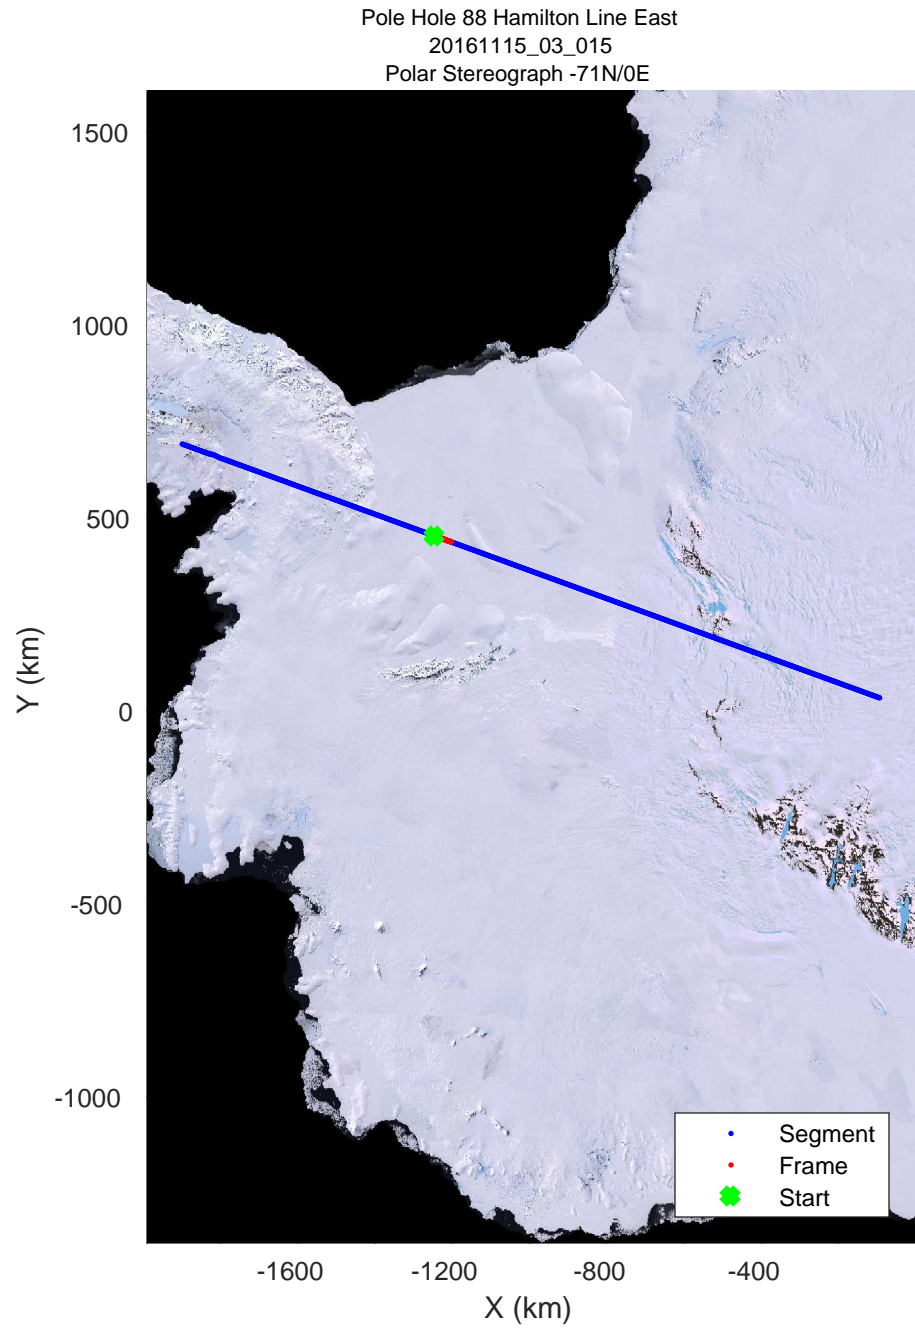 Pole Hole 88 Hamilton Line East
20161115_03_015
Polar Stereograph -71N/0E
1500
1000
500
0
-500
-1000
Y (km)
-1600
-1200
-800
-400
X (km)
Segment
Frame
Start